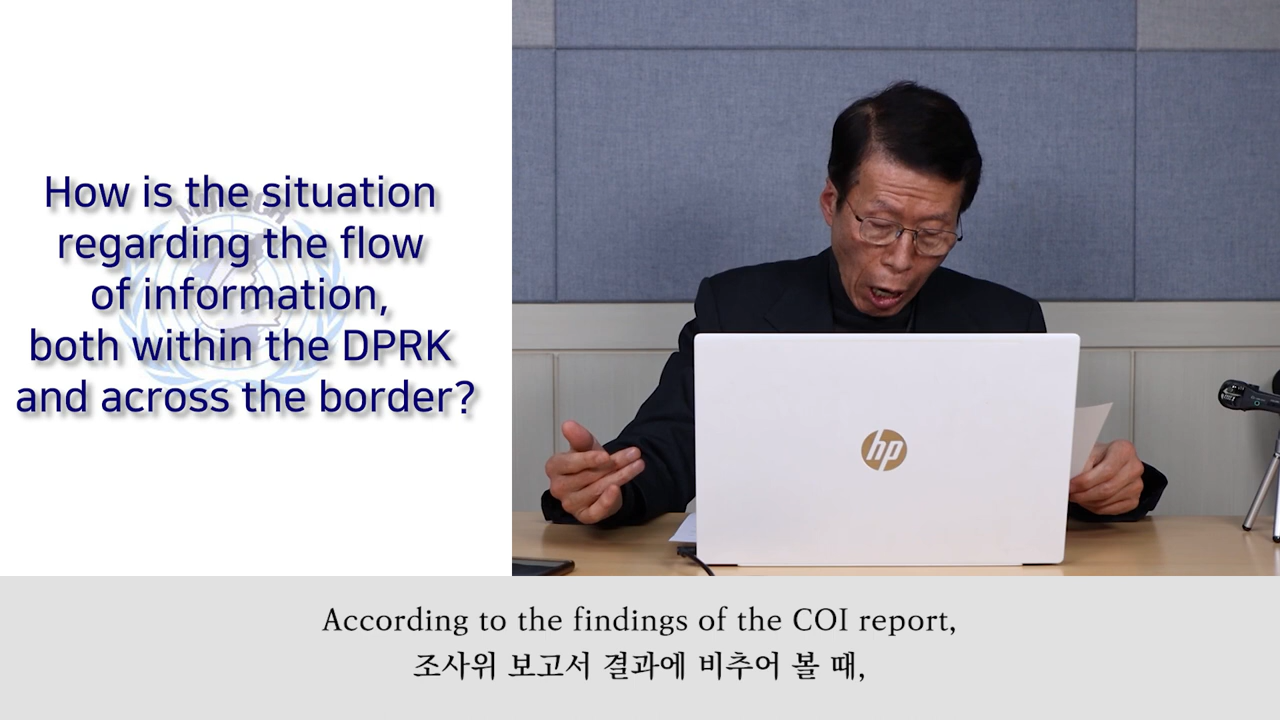 How is the situation
regarding the flow
of information,
both within the DPRK
and across the border?
hp
According to the findings of the COI report,
조사위 보고서 결과에 비추어 볼 때,